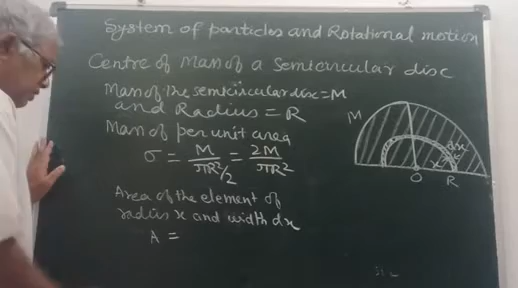 System of particles and Rotational motion
Centre of Mass of a Semicircular disc
Mass of the semicircular disc = M
and Radius = R
Mass of per unit area
σ = M/(πR²/2) = 2M/πR²
Area of the element of
radius x and width dx
A =
M
dx
x
O
R